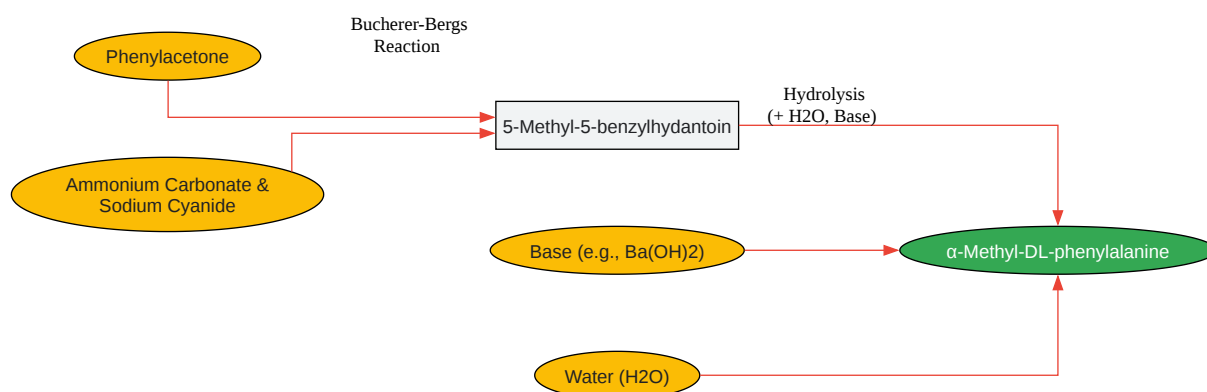 Bucherer-Bergs
Reaction
Phenylacetone
Hydrolysis
(+ H2O, Base)
5-Methyl-5-benzylhydantoin
Ammonium Carbonate &
Sodium Cyanide
Base (e.g., Ba(OH)2)
α-Methyl-DL-phenylalanine
Water (H2O)